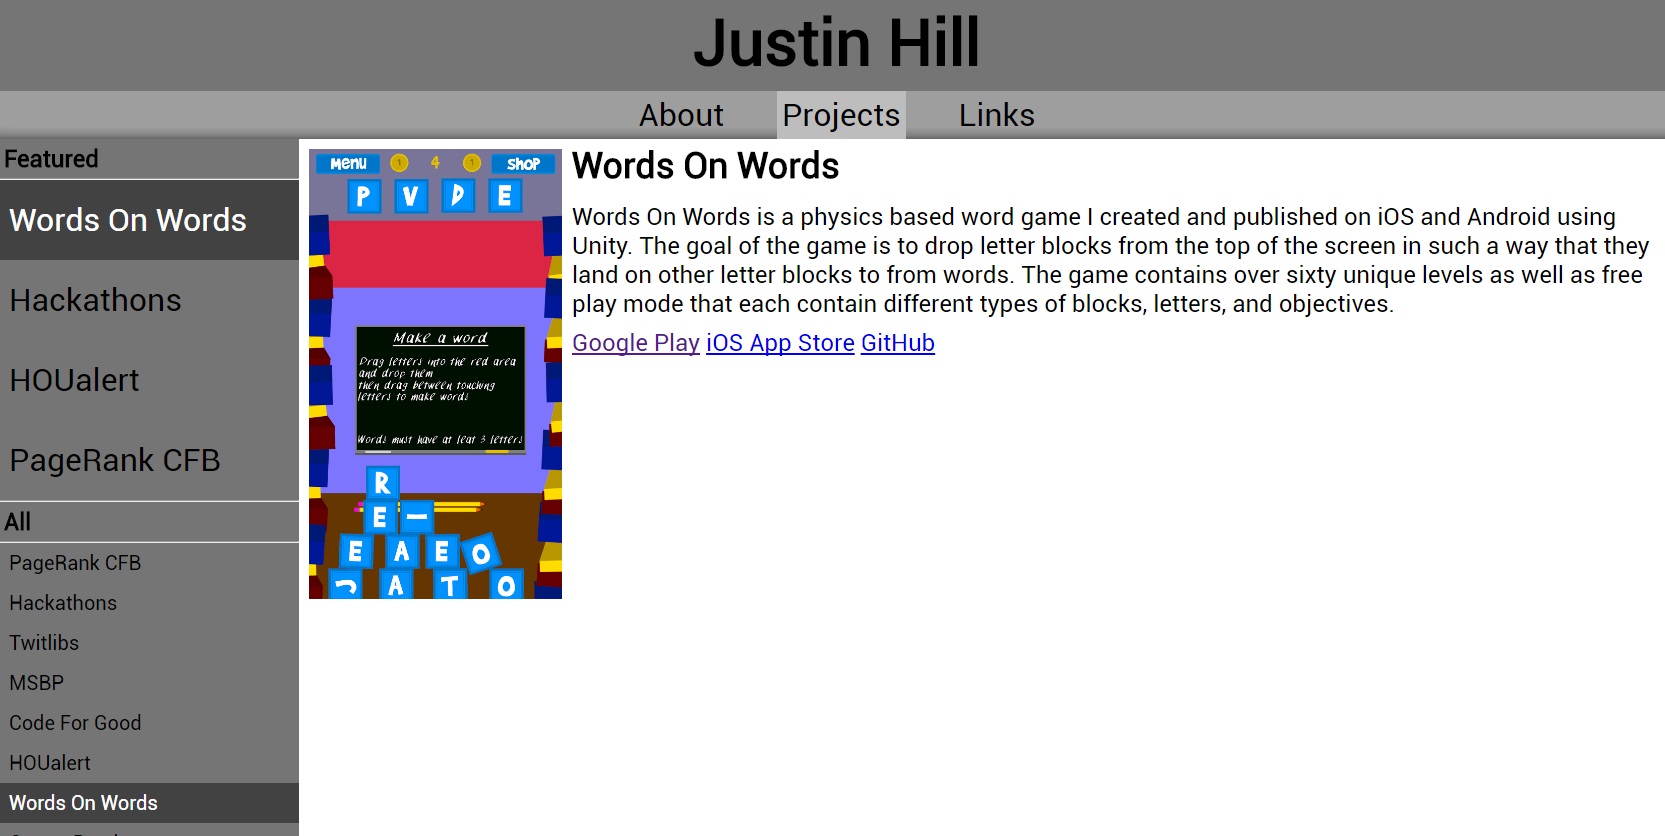 Justin Hill
About Projects Links
Featured
Words On Words
Hackathons
HOUalert
PageRank CFB
All
PageRank CFB
Hackathons
Twitlibs
MSBP
Code For Good
HOUalert
Words On Words
Menu 1 4 1 Shop
P V D E
Make a word
Drag letters into the red area
and drop them
then drag between touching
letters to make words
Words must have at leat 3 letters
R
E I
E A E O
J A T O
Words On Words
Words On Words is a physics based word game I created and published on iOS and Android using
Unity. The goal of the game is to drop letter blocks from the top of the screen in such a way that they
land on other letter blocks to from words. The game contains over sixty unique levels as well as free
play mode that each contain different types of blocks, letters, and objectives.
Google Play iOS App Store GitHub